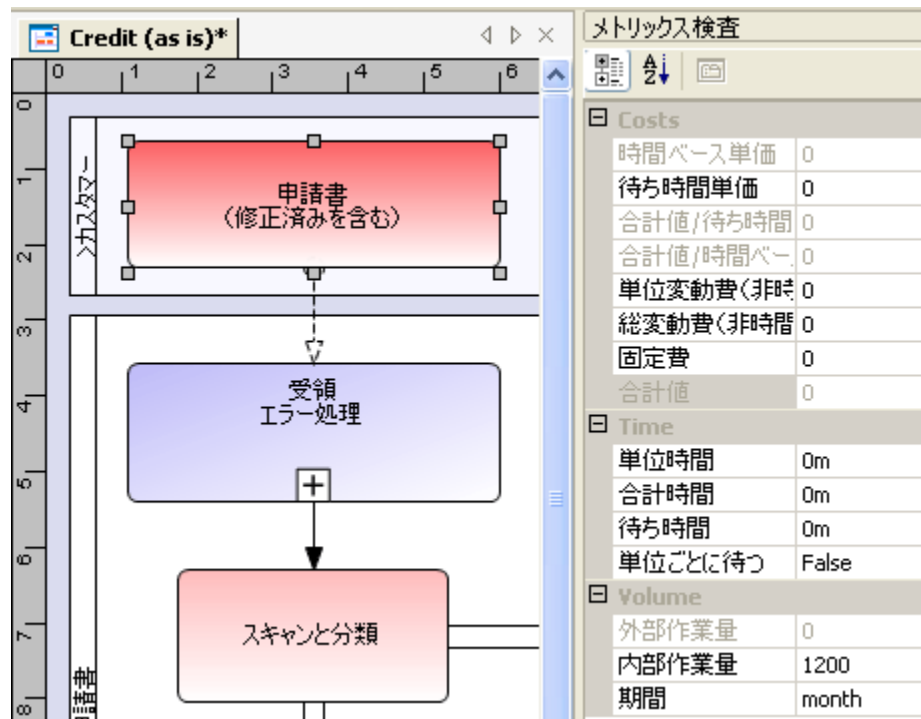 Credit (as is)*
0 1 2 3 4 5 6
0
1
2
3
4
5
6
7
8
>カスタマー
申請書
(修正済みを含む)
受領
エラー処理
スキャンと分類
メトリックス検査
Costs
時間ベース単価 0
待ち時間単価 0
合計値/待ち時間 0
合計値/時間ベー 0
単位変動費(非時 0
総変動費(非時間 0
固定費 0
合計値 0
Time
単位時間 0m
合計時間 0m
待ち時間 0m
単位ごとに待つ False
Volume
外部作業量 0
内部作業量 1200
期間 month